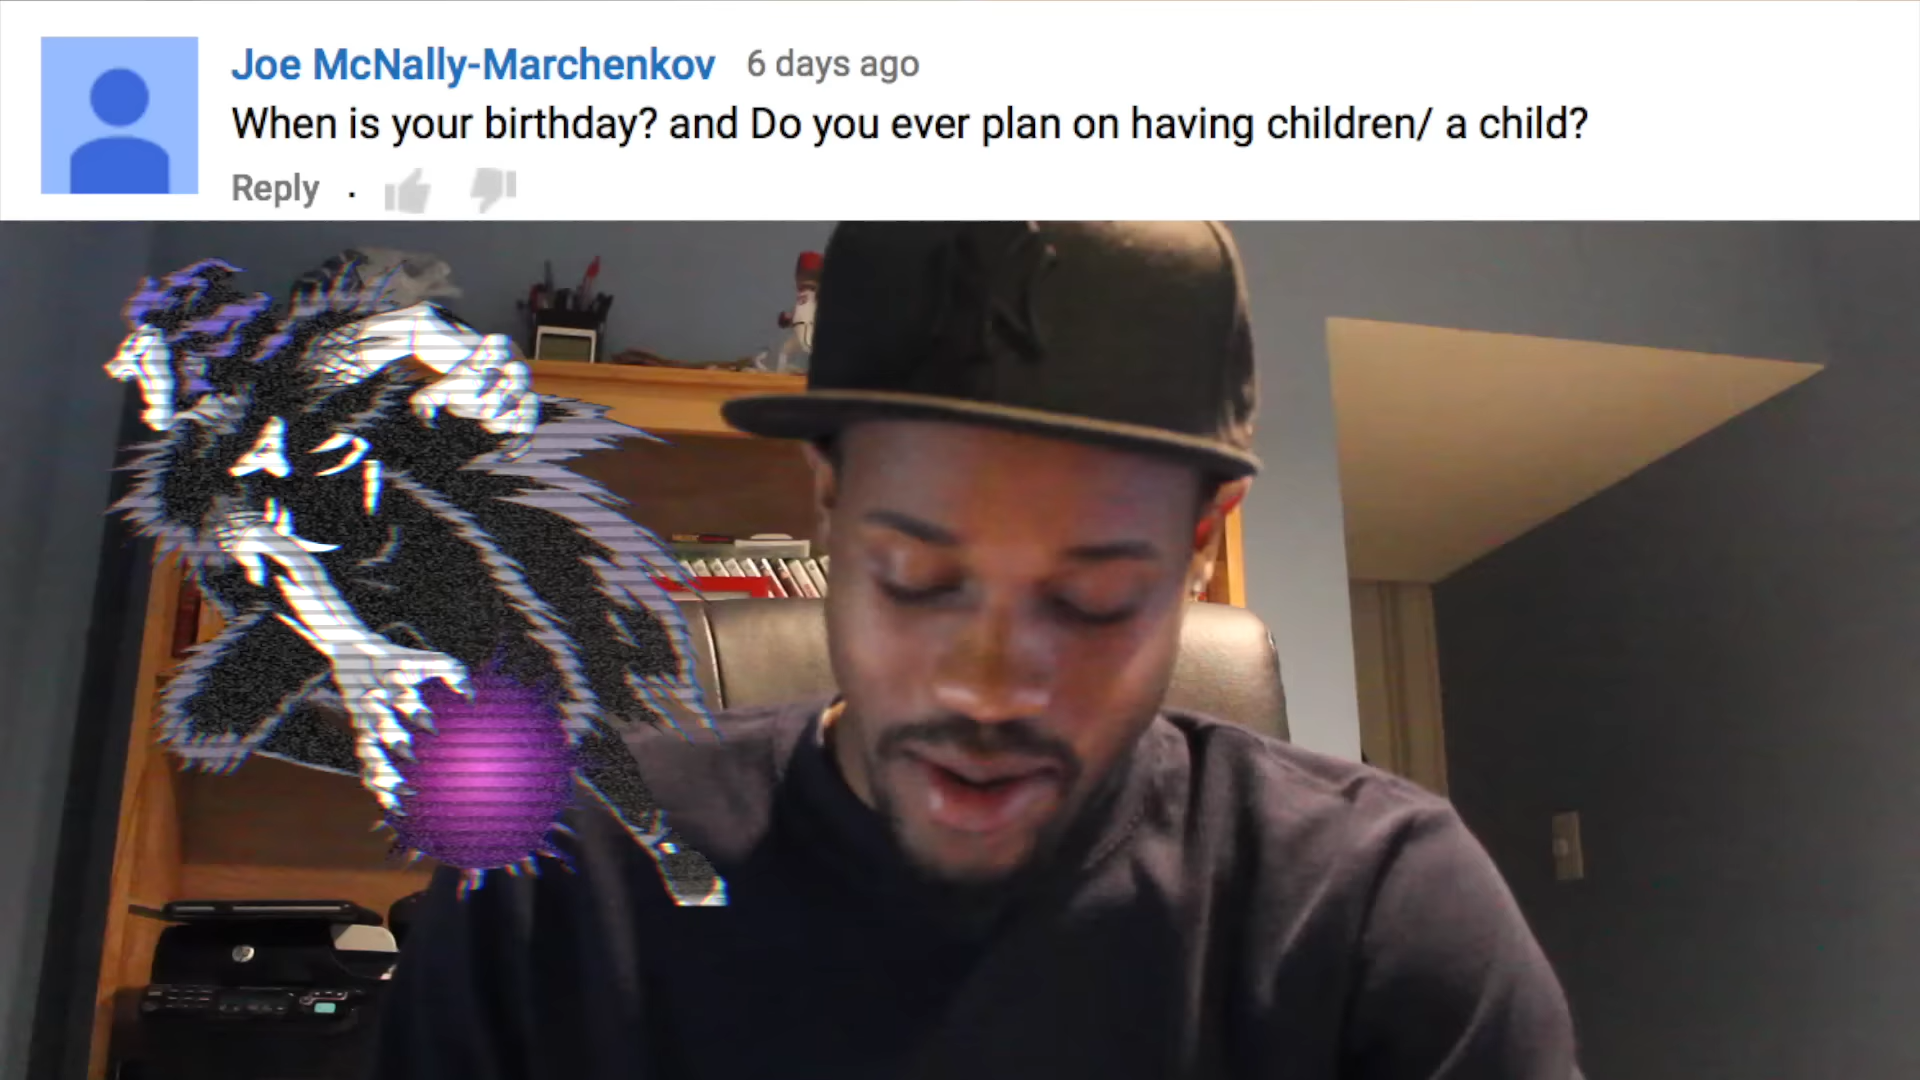 Joe McNally-Marchenkov 6 days ago
When is your birthday? and Do you ever plan on having children/ a child?
Reply .
hp